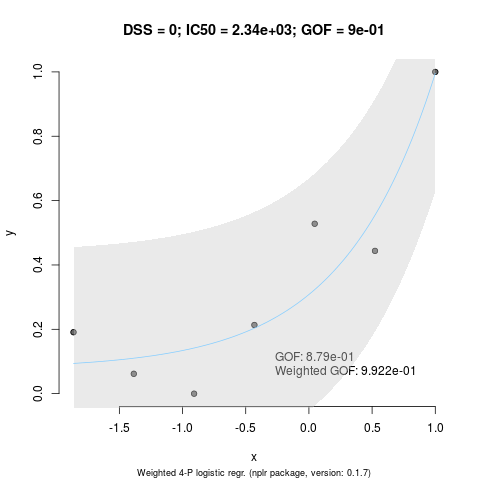 DSS = 0; IC50 = 2.34e+03; GOF = 9e-01
1.0
0.8
0.6
0.4
0.2
0.0
y
GOF: 8.79e-01
Weighted GOF: 9.922e-01
-1.5 -1.0 -0.5 0.0 0.5 1.0
x
Weighted 4-P logistic regr. (nplr package, version: 0.1.7)